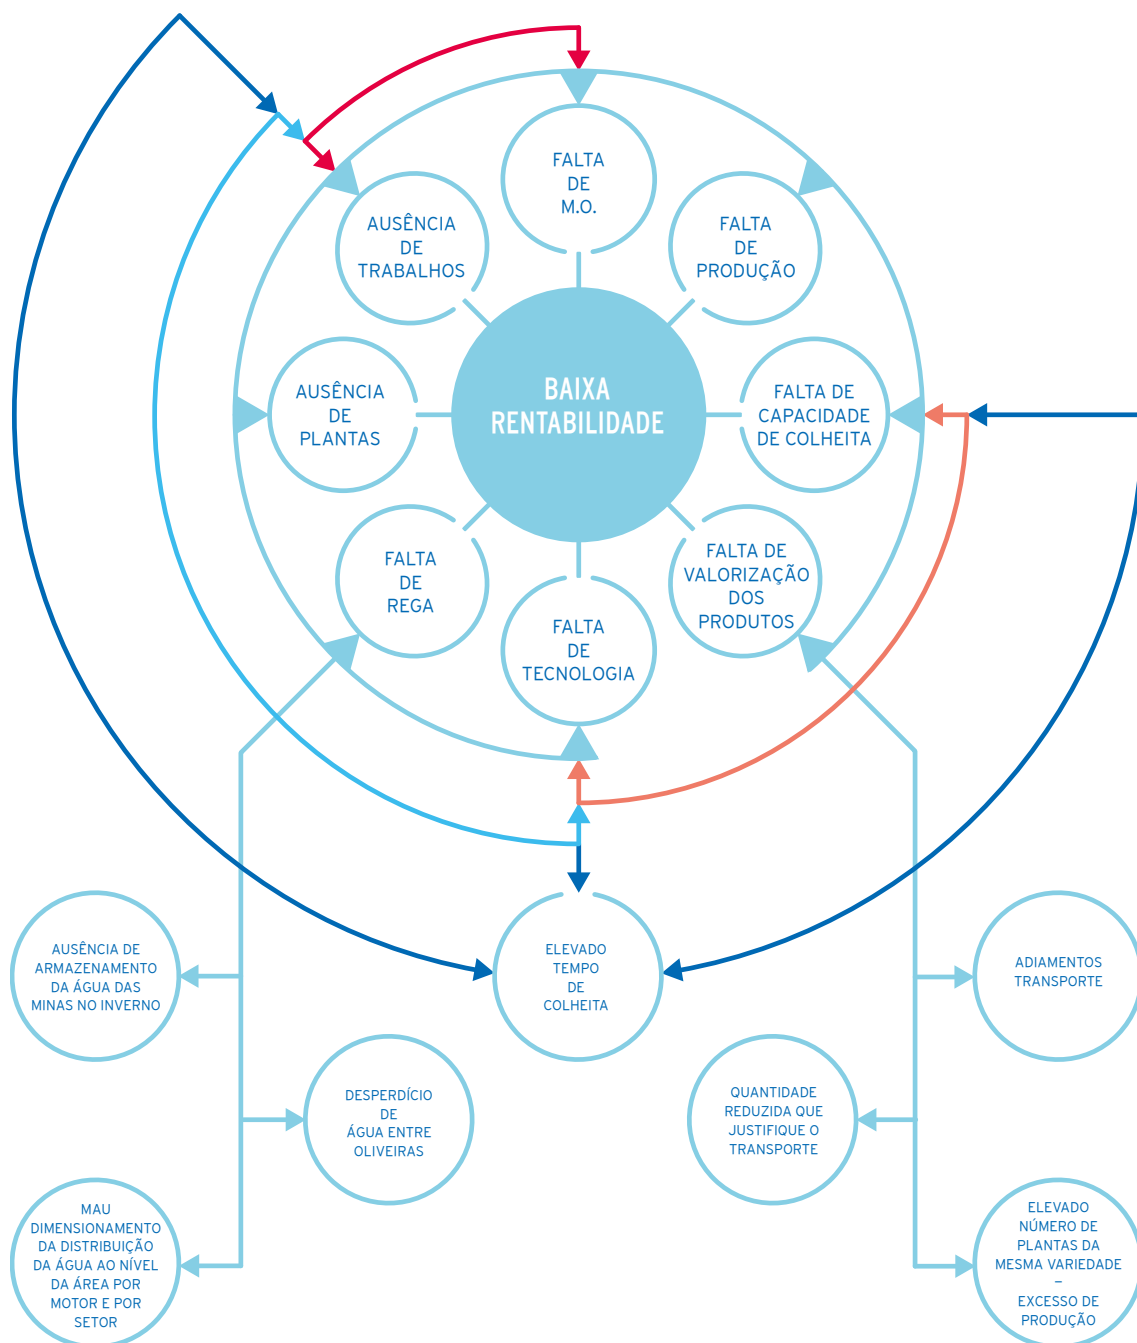 FALTA
DE
M.O.
AUSÊNCIA
DE
TRABALHOS
FALTA
DE
PRODUÇÃO
AUSÊNCIA
DE
PLANTAS
BAIXA
RENTABILIDADE
FALTA DE
CAPACIDADE
DE COLHEITA
FALTA
DE
REGA
FALTA DE
VALORIZAÇÃO
DOS
PRODUTOS
FALTA
DE
TECNOLOGIA
AUSÊNCIA DE
ARMAZENAMENTO
DA ÁGUA DAS
MINAS NO INVERNO
ELEVADO
TEMPO
DE
COLHEITA
ADIAMENTOS
TRANSPORTE
DESPERDÍCIO
DE
ÁGUA ENTRE
OLIVEIRAS
QUANTIDADE
REDUZIDA QUE
JUSTIFIQUE O
TRANSPORTE
MAU
DIMENSIONAMENTO
DA DISTRIBUIÇÃO
DA ÁGUA AO NÍVEL
DA ÁREA POR
MOTOR E POR
SETOR
ELEVADO
NÚMERO DE
PLANTAS DA
MESMA VARIEDADE
–
EXCESSO DE
PRODUÇÃO